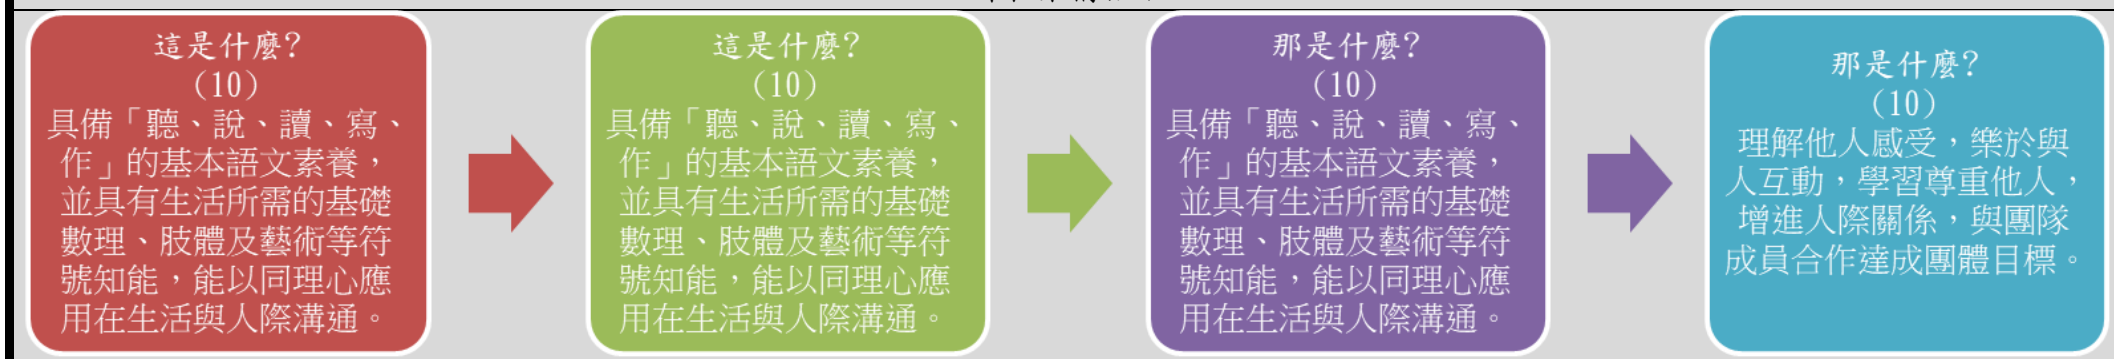 這是什麼?
(10)
具備「聽、說、讀、寫、
作」的基本語文素養，
並具有生活所需的基礎
數理、肢體及藝術等符
號知能，能以同理心應
用在生活與人際溝通。
這是什麼?
(10)
具備「聽、說、讀、寫、
作」的基本語文素養，
並具有生活所需的基礎
數理、肢體及藝術等符
號知能，能以同理心應
用在生活與人際溝通。
那是什麼?
(10)
具備「聽、說、讀、寫、
作」的基本語文素養，
並具有生活所需的基礎
數理、肢體及藝術等符
號知能，能以同理心應
用在生活與人際溝通。
那是什麼?
(10)
理解他人感受，樂於與
人互動，學習尊重他人，
增進人際關係，與團隊
成員合作達成團體目標。